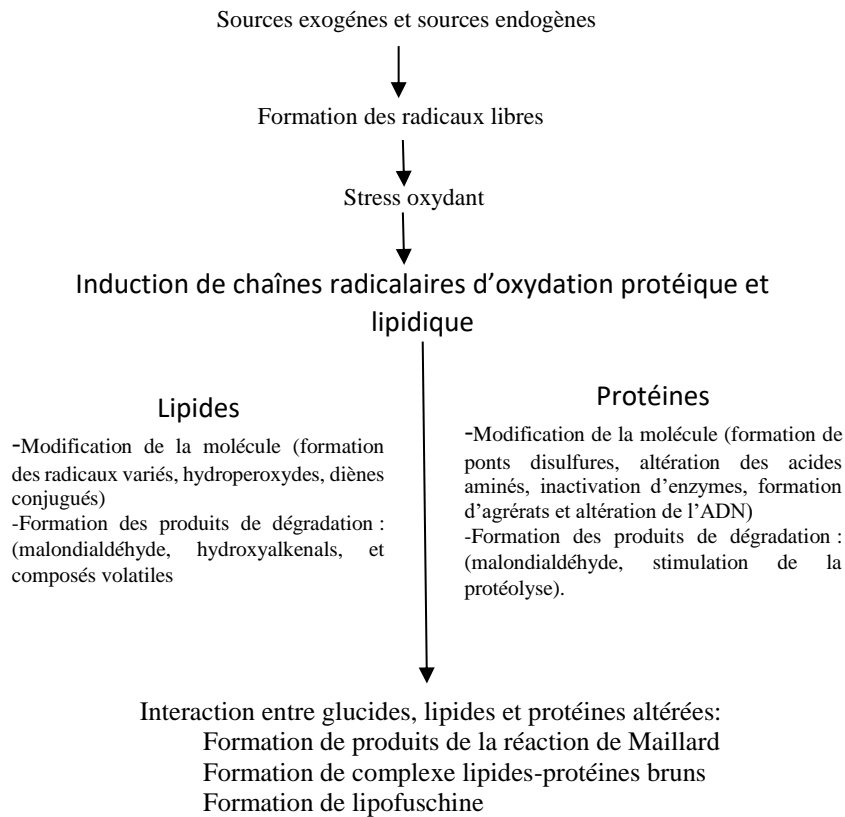 Sources exogénes et sources endogènes
Formation des radicaux libres
Stress oxydant
Induction de chaînes radicalaires d’oxydation protéique et
lipidique
Lipides
-Modification de la molécule (formation
des radicaux variés, hydroperoxydes, diènes
conjugués)
-Formation des produits de dégradation :
(malondialdéhyde, hydroxyalkenals, et
composés volatiles
Protéines
-Modification de la molécule (formation de
ponts disulfures, altération des acides
aminés, inactivation d’enzymes, formation
d’agrérats et altération de l’ADN)
-Formation des produits de dégradation :
(malondialdéhyde, stimulation de la
protéolyse).
Interaction entre glucides, lipides et protéines altérées:
Formation de produits de la réaction de Maillard
Formation de complexe lipides-protéines bruns
Formation de lipofuschine